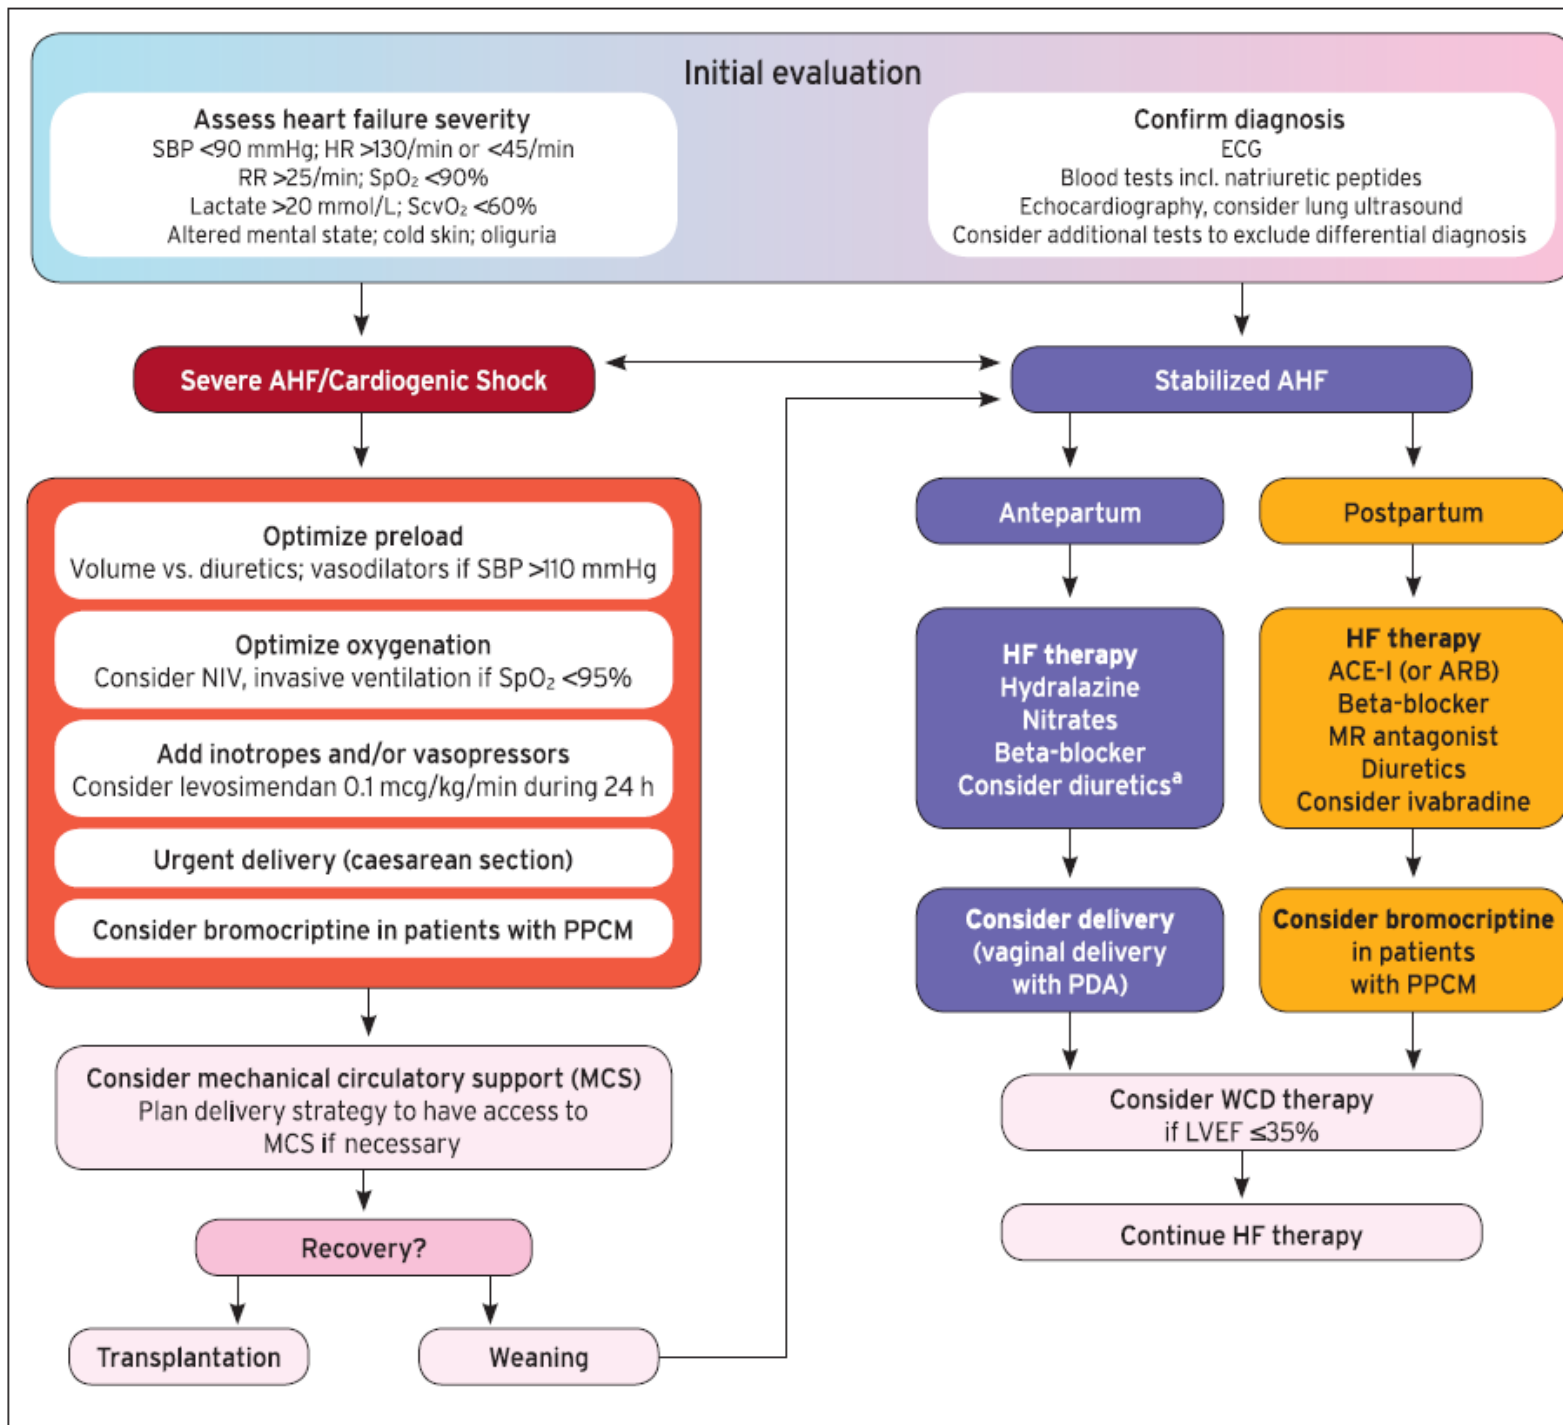 Initial evaluation
Assess heart failure severity
SBP <90 mmHg; HR >130/min or <45/min
RR >25/min; SpO₂ <90%
Lactate >20 mmol/L; ScvO₂ <60%
Altered mental state; cold skin; oliguria
Confirm diagnosis
ECG
Blood tests incl. natriuretic peptides
Echocardiography, consider lung ultrasound
Consider additional tests to exclude differential diagnosis
Severe AHF/Cardiogenic Shock
Stabilized AHF
Optimize preload
Volume vs. diuretics; vasodilators if SBP >110 mmHg
Optimize oxygenation
Consider NIV, invasive ventilation if SpO₂ <95%
Add inotropes and/or vasopressors
Consider levosimendan 0.1 mcg/kg/min during 24 h
Urgent delivery (caesarean section)
Consider bromocriptine in patients with PPCM
Consider mechanical circulatory support (MCS)
Plan delivery strategy to have access to
MCS if necessary
Recovery?
Transplantation
Weaning
Antepartum
HF therapy
Hydralazine
Nitrates
Beta-blocker
Consider diureticsᵃ
Consider delivery
(vaginal delivery
with PDA)
Postpartum
HF therapy
ACE-I (or ARB)
Beta-blocker
MR antagonist
Diuretics
Consider ivabradine
Consider bromocriptine
in patients
with PPCM
Consider WCD therapy
if LVEF ≤35%
Continue HF therapy